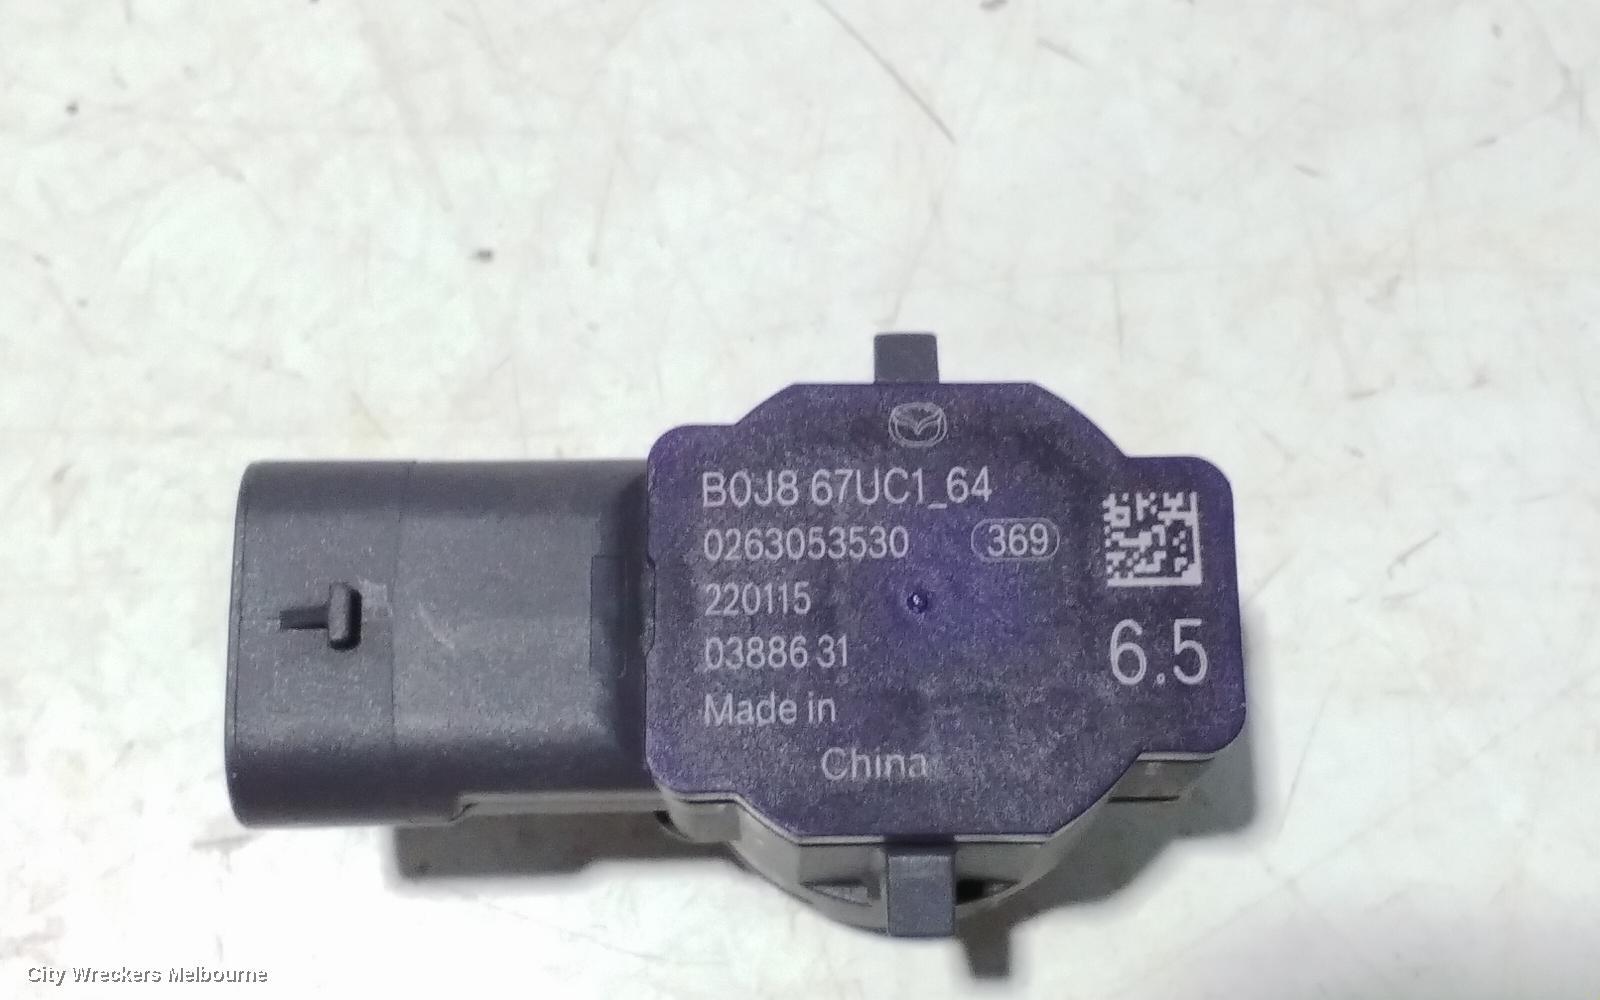 B0J8 67UC1_64
0263053530 369
220115
03886 31
6.5
Made in
China
City Wreckers Melbourne